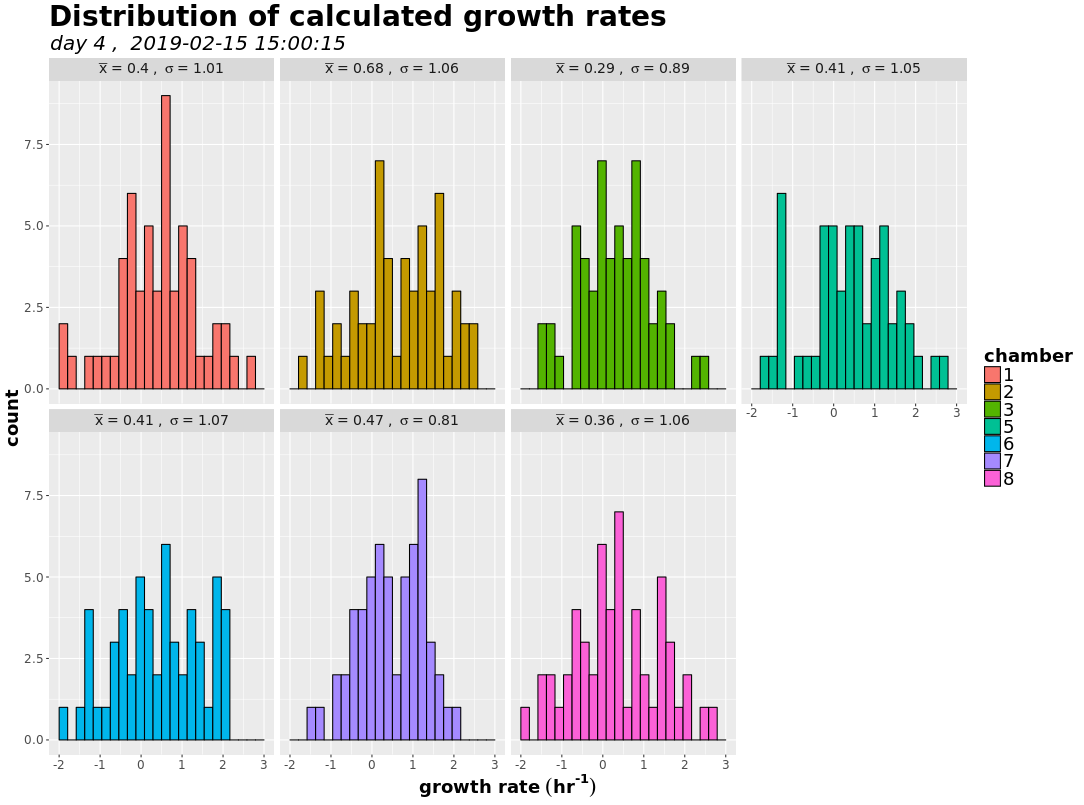 Distribution of calculated growth rates
day 4 ,  2019-02-15 15:00:15
x̅ = 0.4 ,  σ = 1.01
x̅ = 0.68 ,  σ = 1.06
x̅ = 0.29 ,  σ = 0.89
x̅ = 0.41 ,  σ = 1.05
7.5
5.0
2.5
0.0
-2 -1 0 1 2 3
x̅ = 0.41 ,  σ = 1.07
x̅ = 0.47 ,  σ = 0.81
x̅ = 0.36 ,  σ = 1.06
7.5
5.0
2.5
0.0
-2 -1 0 1 2 3
-2 -1 0 1 2 3
-2 -1 0 1 2 3
count
growth rate (hr⁻¹)
chamber
1
2
3
5
6
7
8